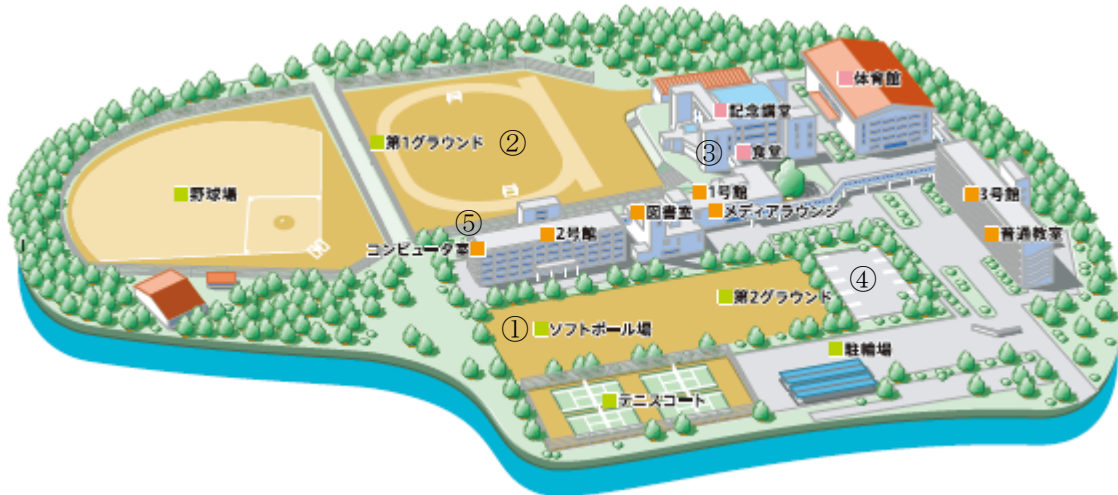 体育館
記念講堂
第1グラウンド
②
③
食堂
野球場
1号館
3号館
図書室
メディアラウンジ
⑤
2号館
普通教室
コンピュータ室
④
第2グラウンド
①
ソフトボール場
駐輪場
テニスコート